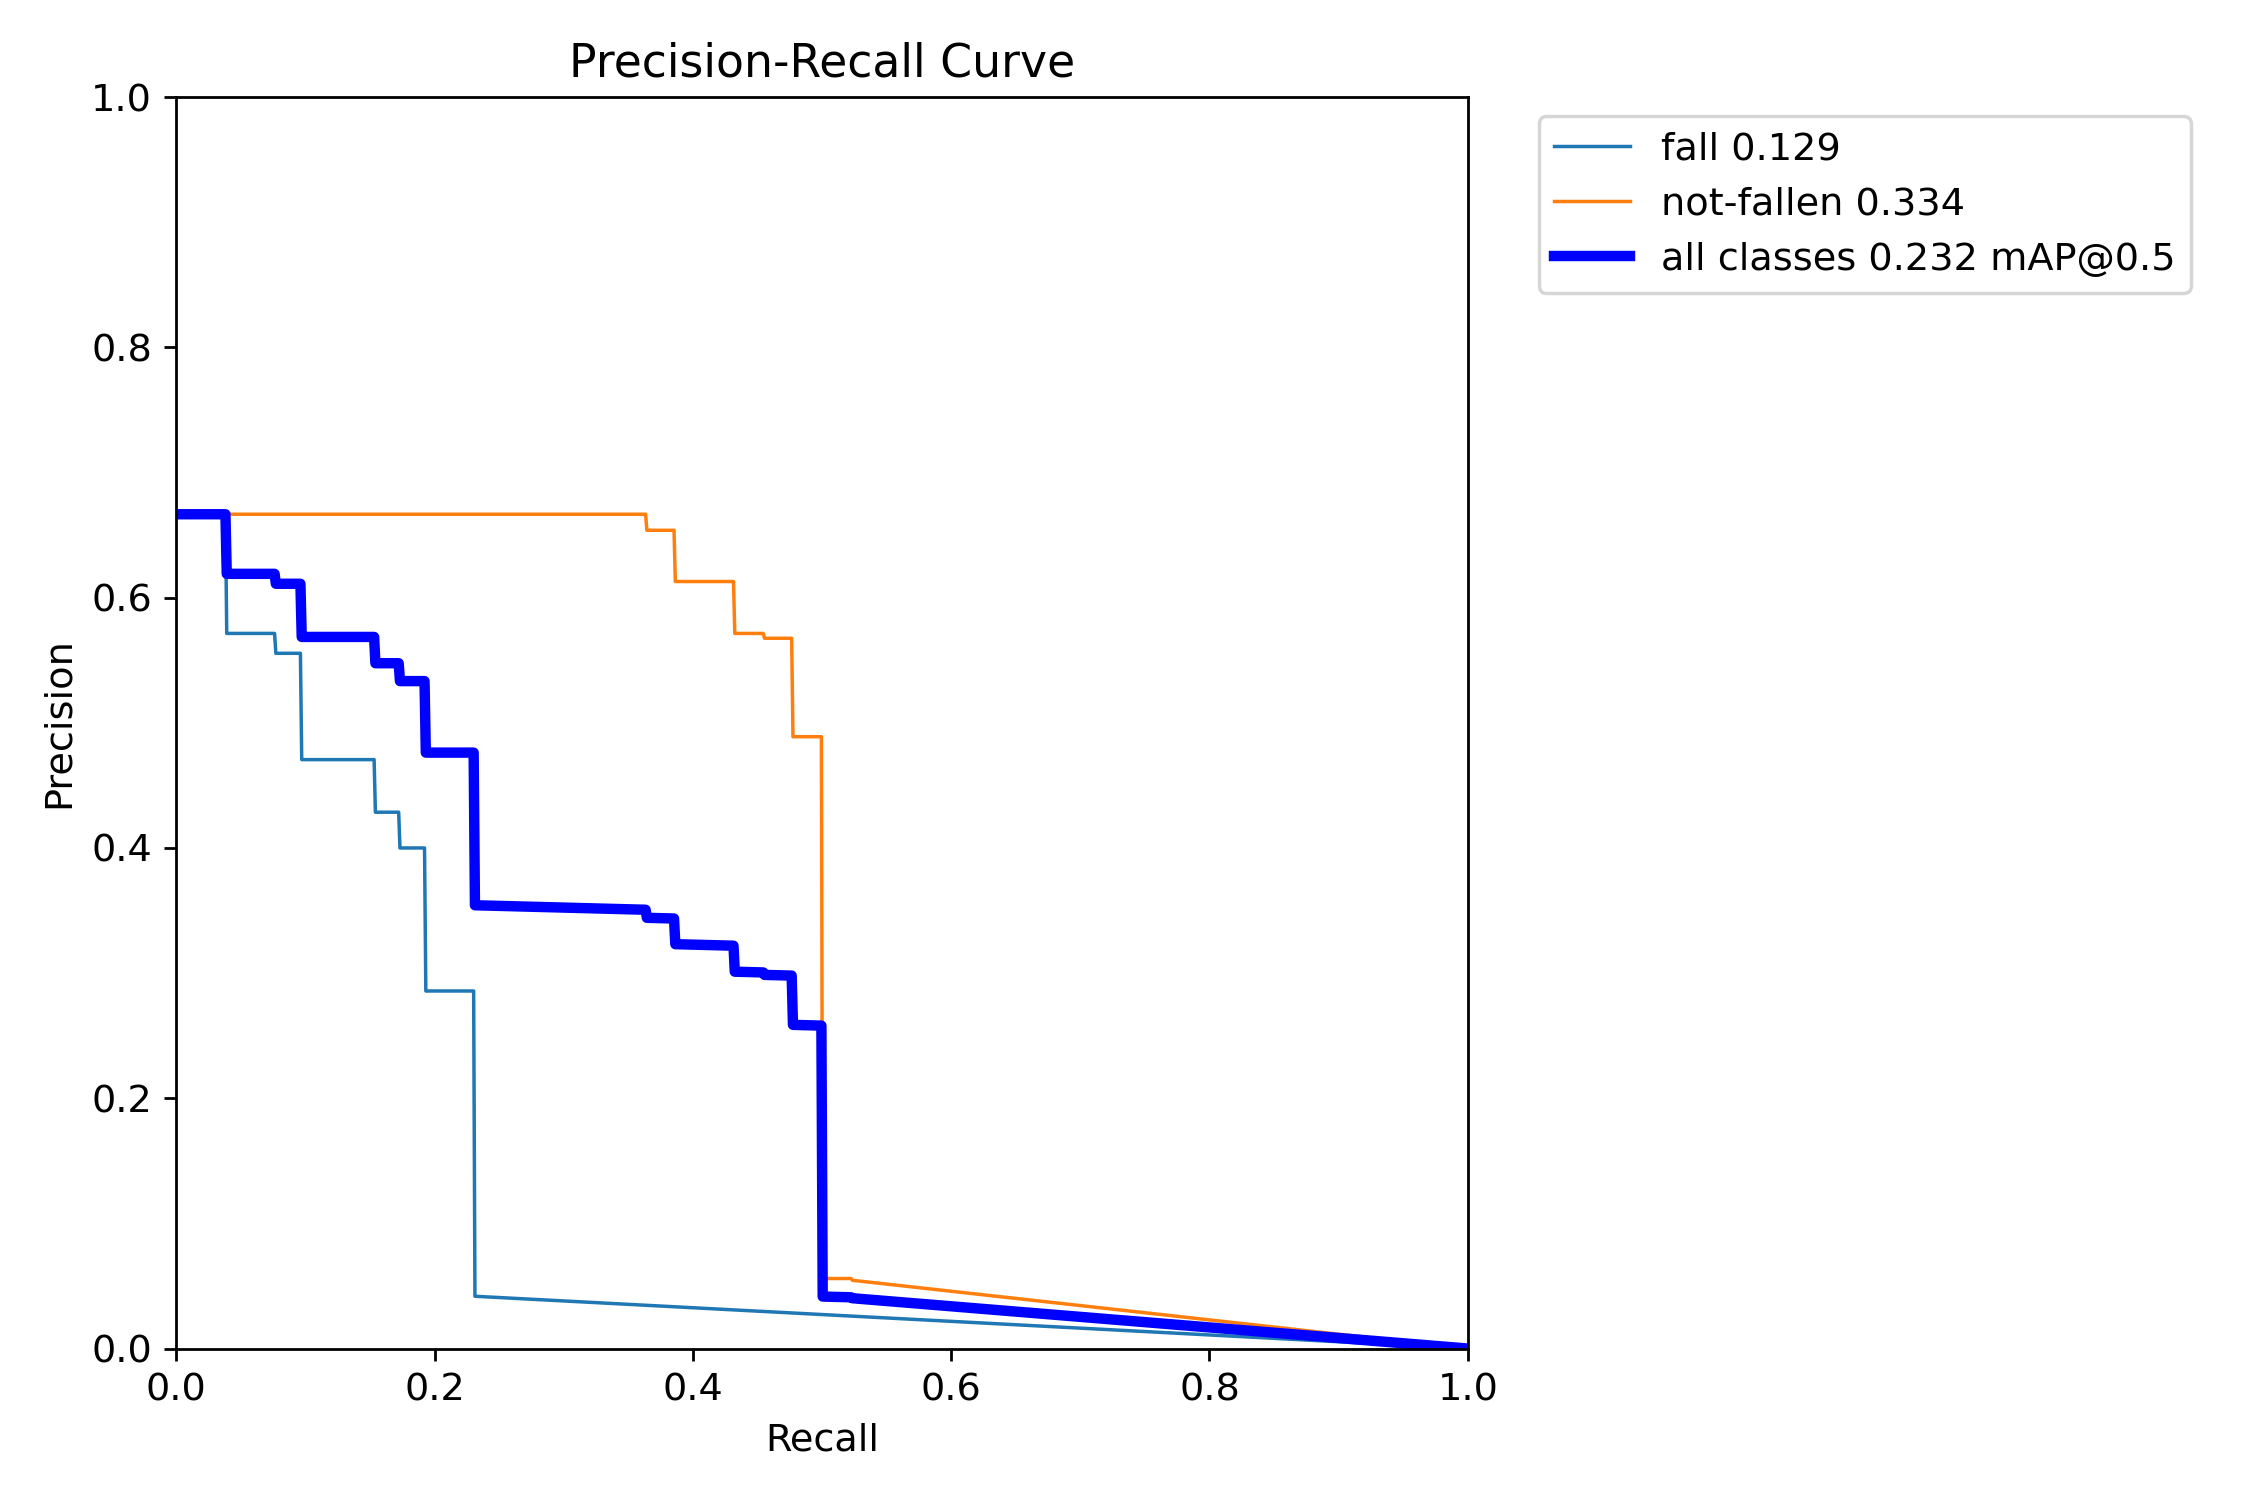 Precision-Recall Curve
1.0
0.8
0.6
0.4
0.2
0.0
Precision
0.0 0.2 0.4 0.6 0.8 1.0
Recall
fall 0.129
not-fallen 0.334
all classes 0.232 mAP@0.5